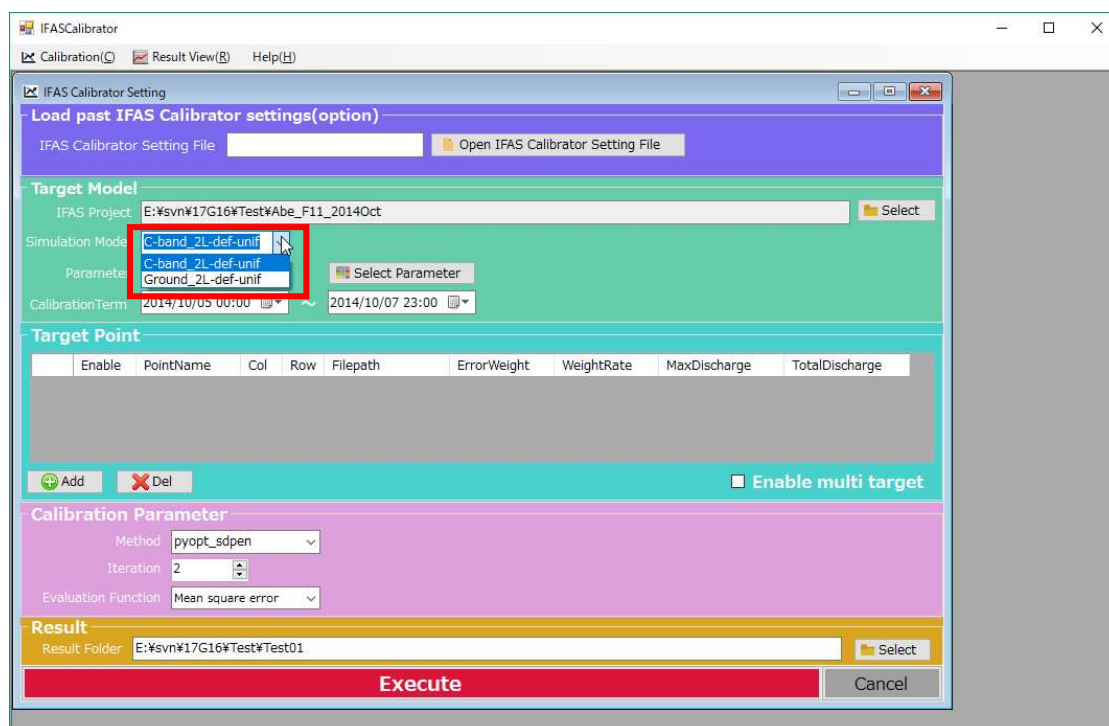 IFASCalibrator
Calibration(C) Result View(R) Help(H)
IFAS Calibrator Setting
Load past IFAS Calibrator settings(option)
IFAS Calibrator Setting File Open IFAS Calibrator Setting File
Target Model
IFAS Project E:¥svn¥17G16¥Test¥Abe_F11_2014Oct Select
Simulation Mode C-band_2L-def-unif
C-band_2L-def-unif
Ground_2L-def-unif
Paramete Select Parameter
CalibrationTerm 2014/10/05 00:00 ~ 2014/10/07 23:00
Target Point
Enable PointName Col Row Filepath ErrorWeight WeightRate MaxDischarge TotalDischarge
Add Del Enable multi target
Calibration Parameter
Method pyopt_sdpen
Iteration 2
Evaluation Function Mean square error
Result
Result Folder E:¥svn¥17G16¥Test¥Test01 Select
Execute Cancel